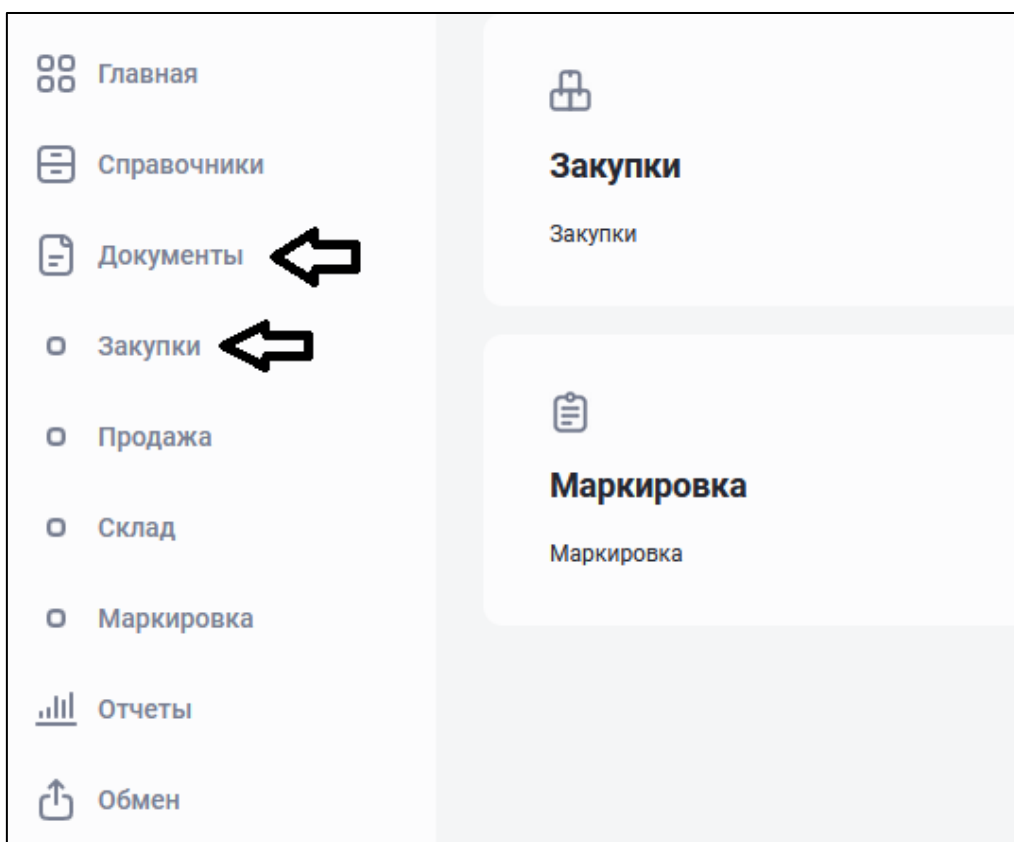 Главная
Справочники
Документы
Закупки
Продажа
Склад
Маркировка
Отчеты
Обмен
Закупки
Закупки
Маркировка
Маркировка